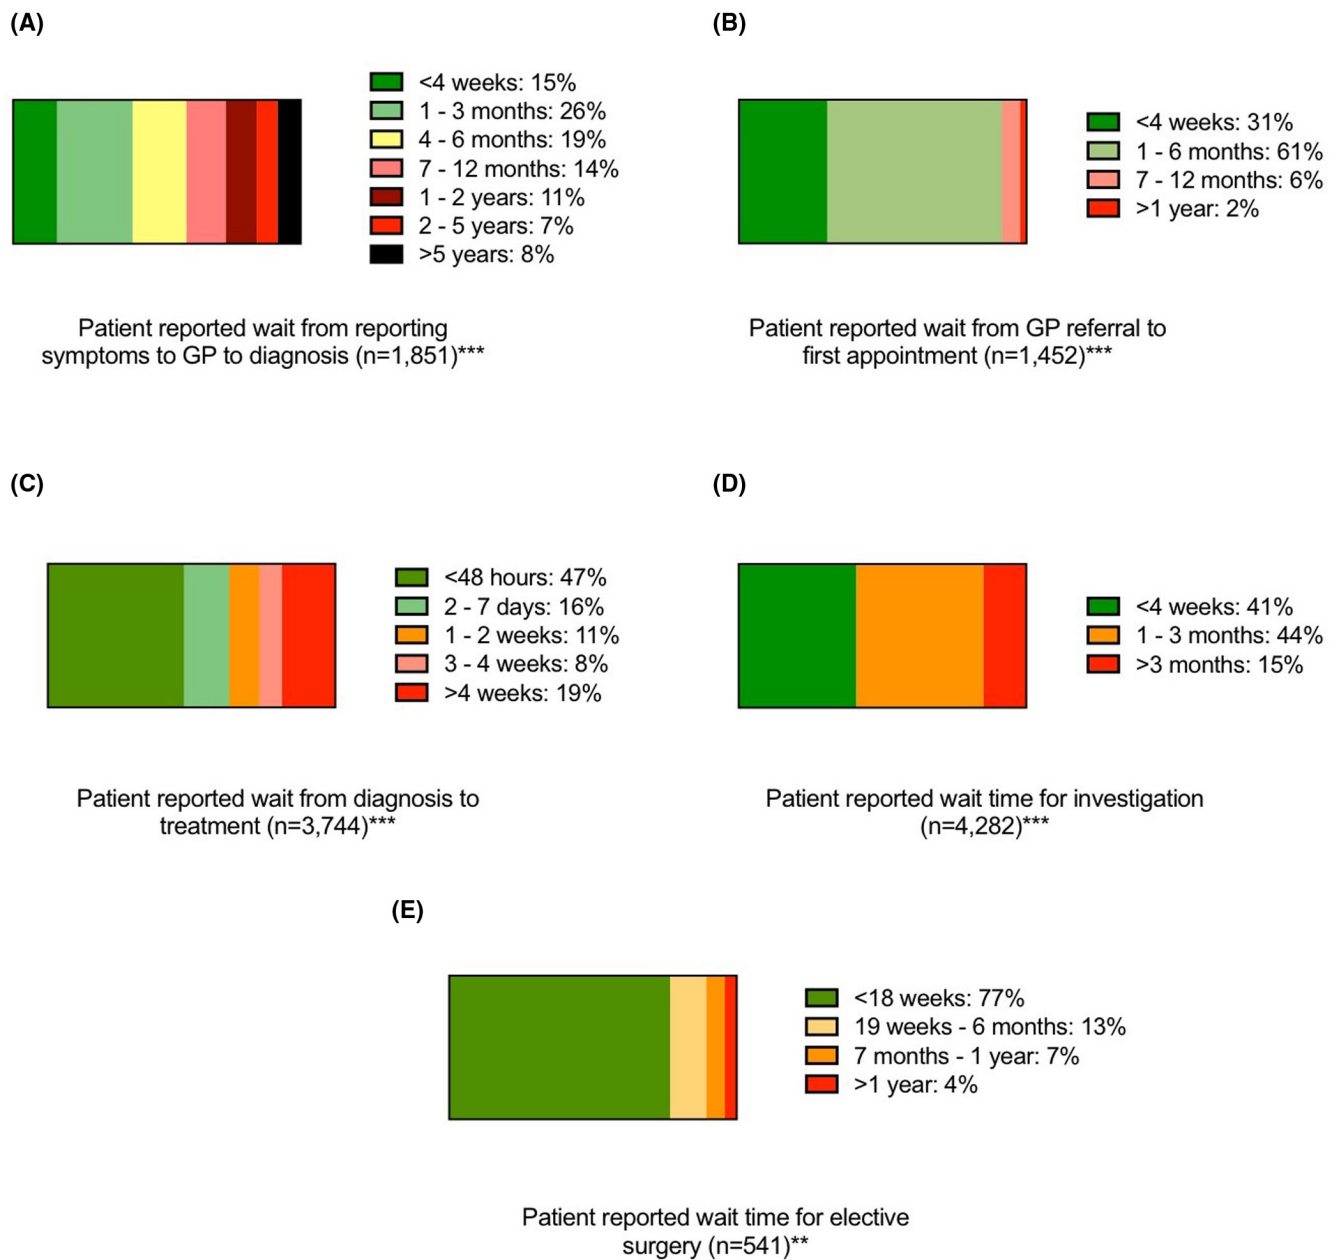 (A)
<4 weeks: 15%
1 - 3 months: 26%
4 - 6 months: 19%
7 - 12 months: 14%
1 - 2 years: 11%
2 - 5 years: 7%
>5 years: 8%
Patient reported wait from reporting
symptoms to GP to diagnosis (n=1,851)***
(B)
<4 weeks: 31%
1 - 6 months: 61%
7 - 12 months: 6%
>1 year: 2%
Patient reported wait from GP referral to
first appointment (n=1,452)***
(C)
<48 hours: 47%
2 - 7 days: 16%
1 - 2 weeks: 11%
3 - 4 weeks: 8%
>4 weeks: 19%
Patient reported wait from diagnosis to
treatment (n=3,744)***
(D)
<4 weeks: 41%
1 - 3 months: 44%
>3 months: 15%
Patient reported wait time for investigation
(n=4,282)***
(E)
<18 weeks: 77%
19 weeks - 6 months: 13%
7 months - 1 year: 7%
>1 year: 4%
Patient reported wait time for elective
surgery (n=541)**